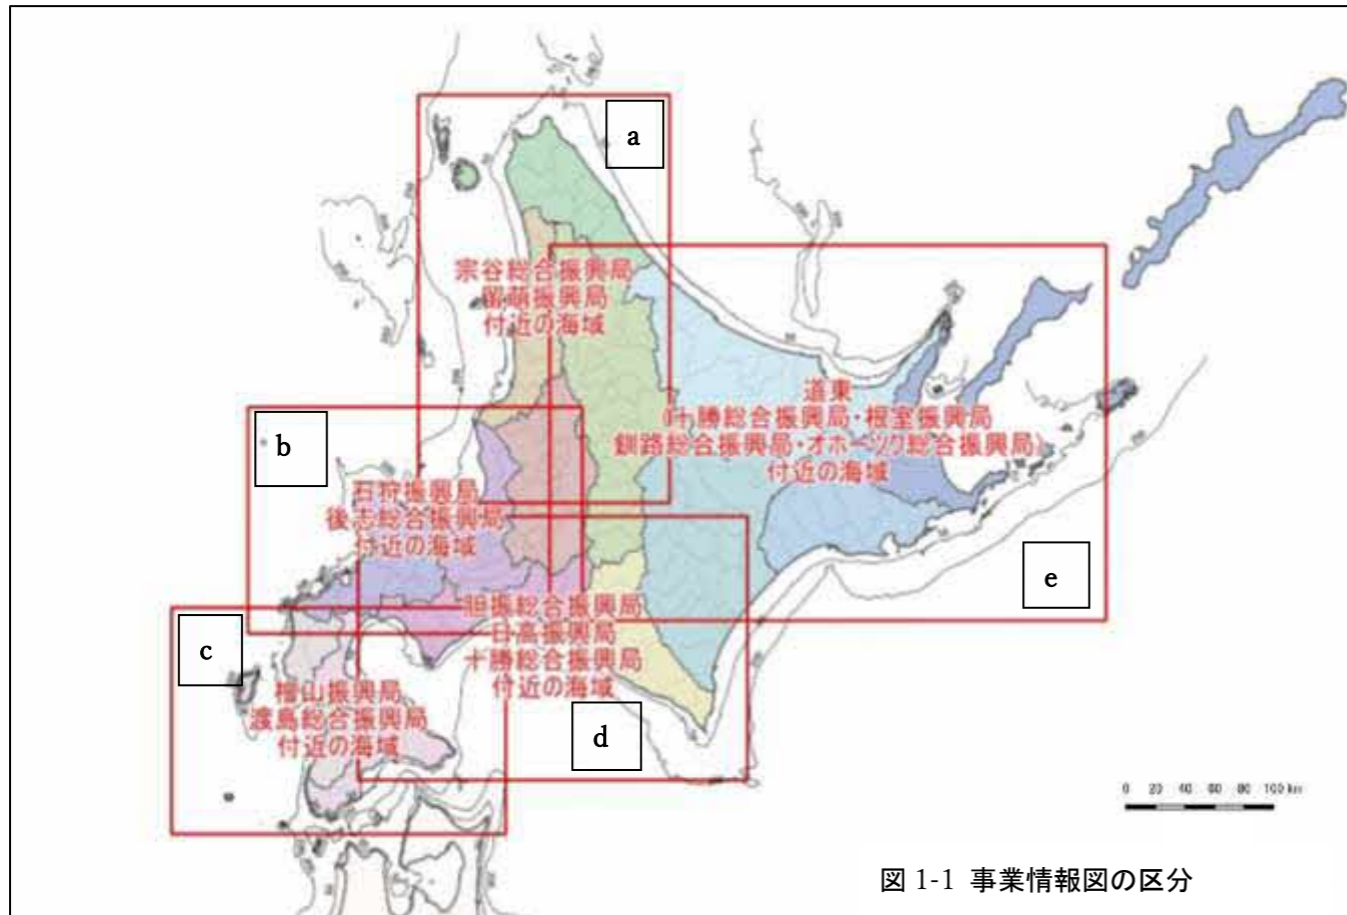 a
宗谷総合振興局
留萌振興局
付近の海域
道東
(十勝総合振興局・根室振興局
釧路総合振興局・オホーツク総合振興局)
付近の海域
b
石狩振興局
後志総合振興局
付近の海域
e
胆振総合振興局
日高振興局
十勝総合振興局
付近の海域
c
檜山振興局
渡島総合振興局
付近の海域
d
0 20 40 60 80 100 km
図 1-1 事業情報図の区分